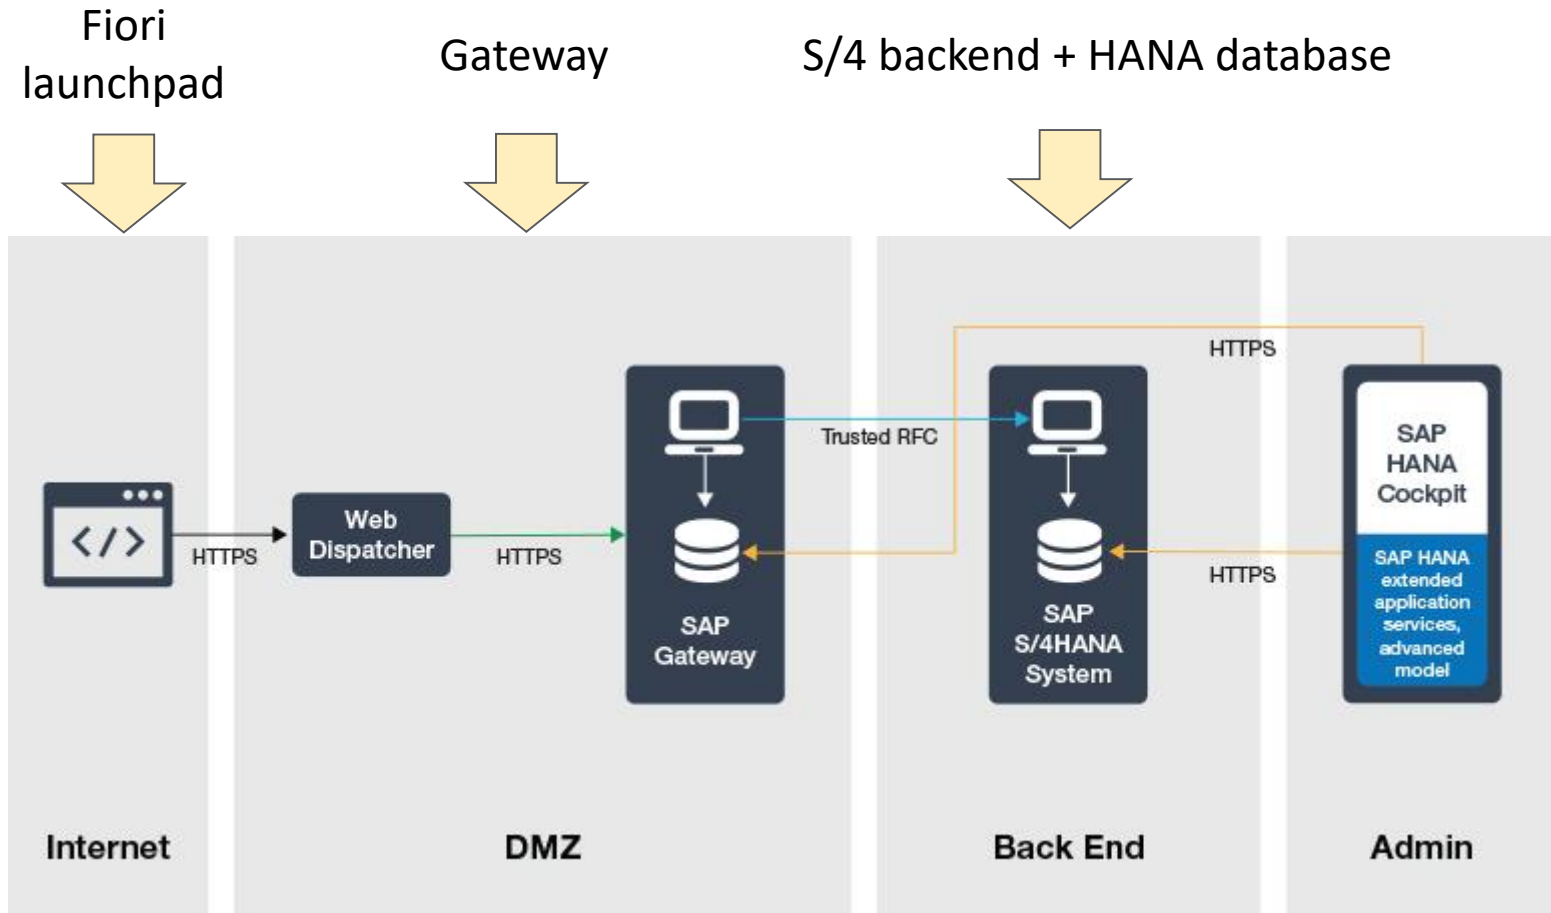 Fiori
launchpad
Gateway
S/4 backend + HANA database
</>
HTTPS
Web
Dispatcher
HTTPS
SAP
Gateway
Trusted RFC
SAP
S/4HANA
System
HTTPS
HTTPS
SAP
HANA
Cockpit
SAP HANA
extended
application
services,
advanced
model
Internet
DMZ
Back End
Admin